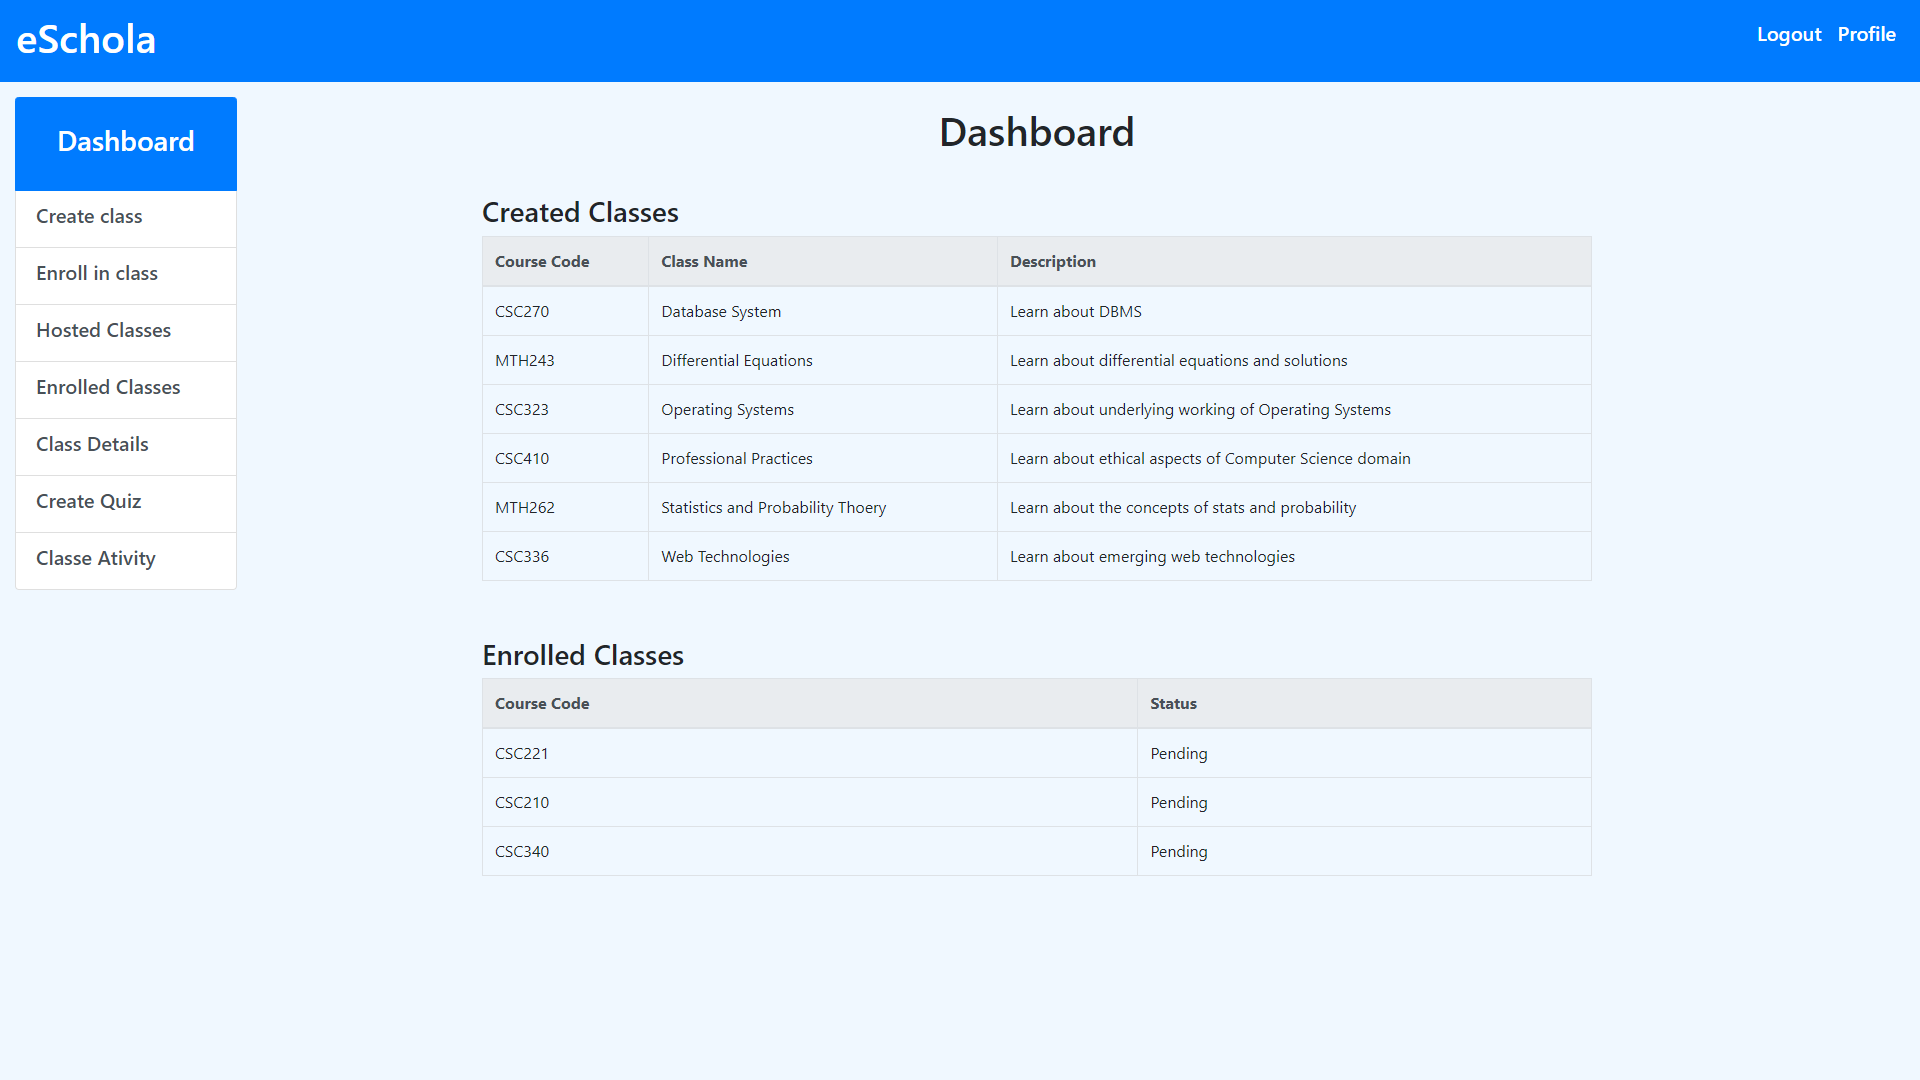 eSchola
Logout Profile
Dashboard
Create class
Enroll in class
Hosted Classes
Enrolled Classes
Class Details
Create Quiz
Classe Ativity
Dashboard
Created Classes
Course Code Class Name Description
CSC270 Database System Learn about DBMS
MTH243 Differential Equations Learn about differential equations and solutions
CSC323 Operating Systems Learn about underlying working of Operating Systems
CSC410 Professional Practices Learn about ethical aspects of Computer Science domain
MTH262 Statistics and Probability Thoery Learn about the concepts of stats and probability
CSC336 Web Technologies Learn about emerging web technologies
Enrolled Classes
Course Code Status
CSC221 Pending
CSC210 Pending
CSC340 Pending